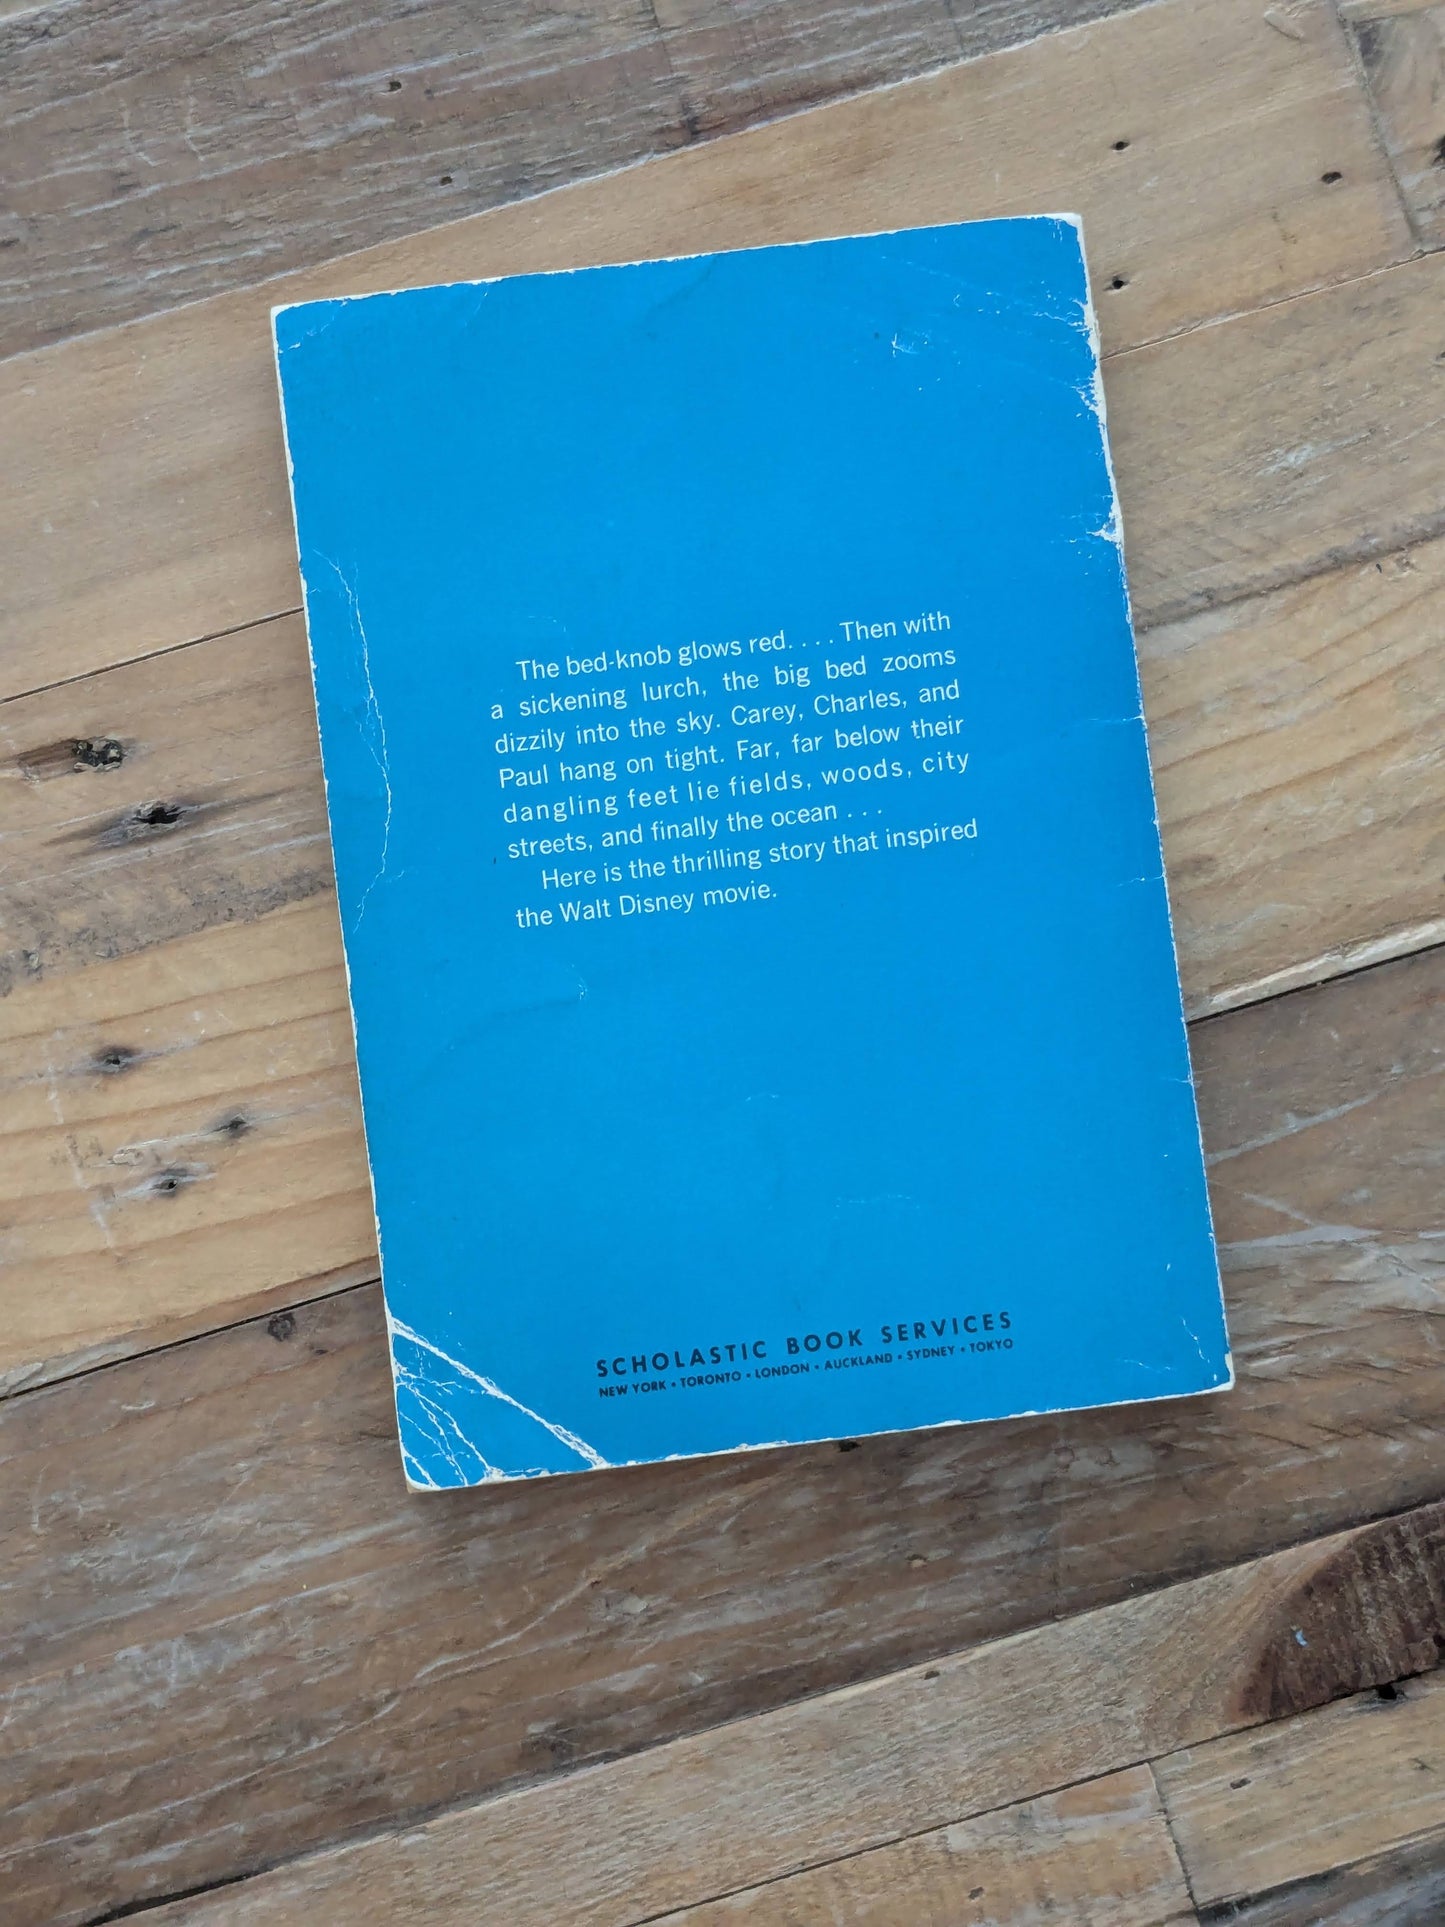 The bed-knob glows red. . . . Then with
a sickening lurch, the big bed zooms
dizzily into the sky. Carey, Charles, and
Paul hang on tight. Far, far below their
dangling feet lie fields, woods, city
streets, and finally the ocean . . .
Here is the thrilling story that inspired
the Walt Disney movie.
SCHOLASTIC BOOK SERVICES
NEW YORK • TORONTO • LONDON • AUCKLAND • SYDNEY • TOKYO